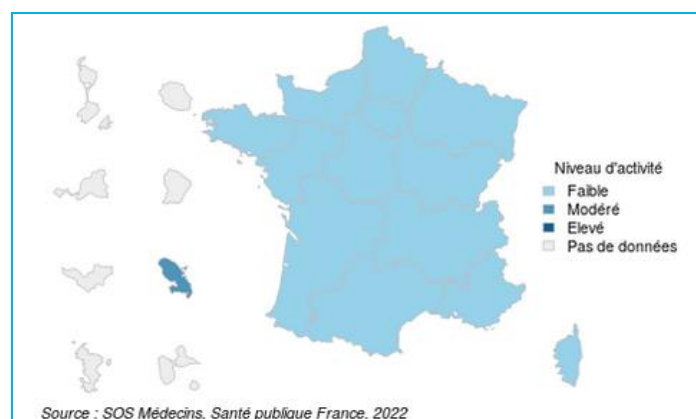 Niveau d'activité
Faible
Modéré
Elevé
Pas de données
Source : SOS Médecins, Santé publique France, 2022